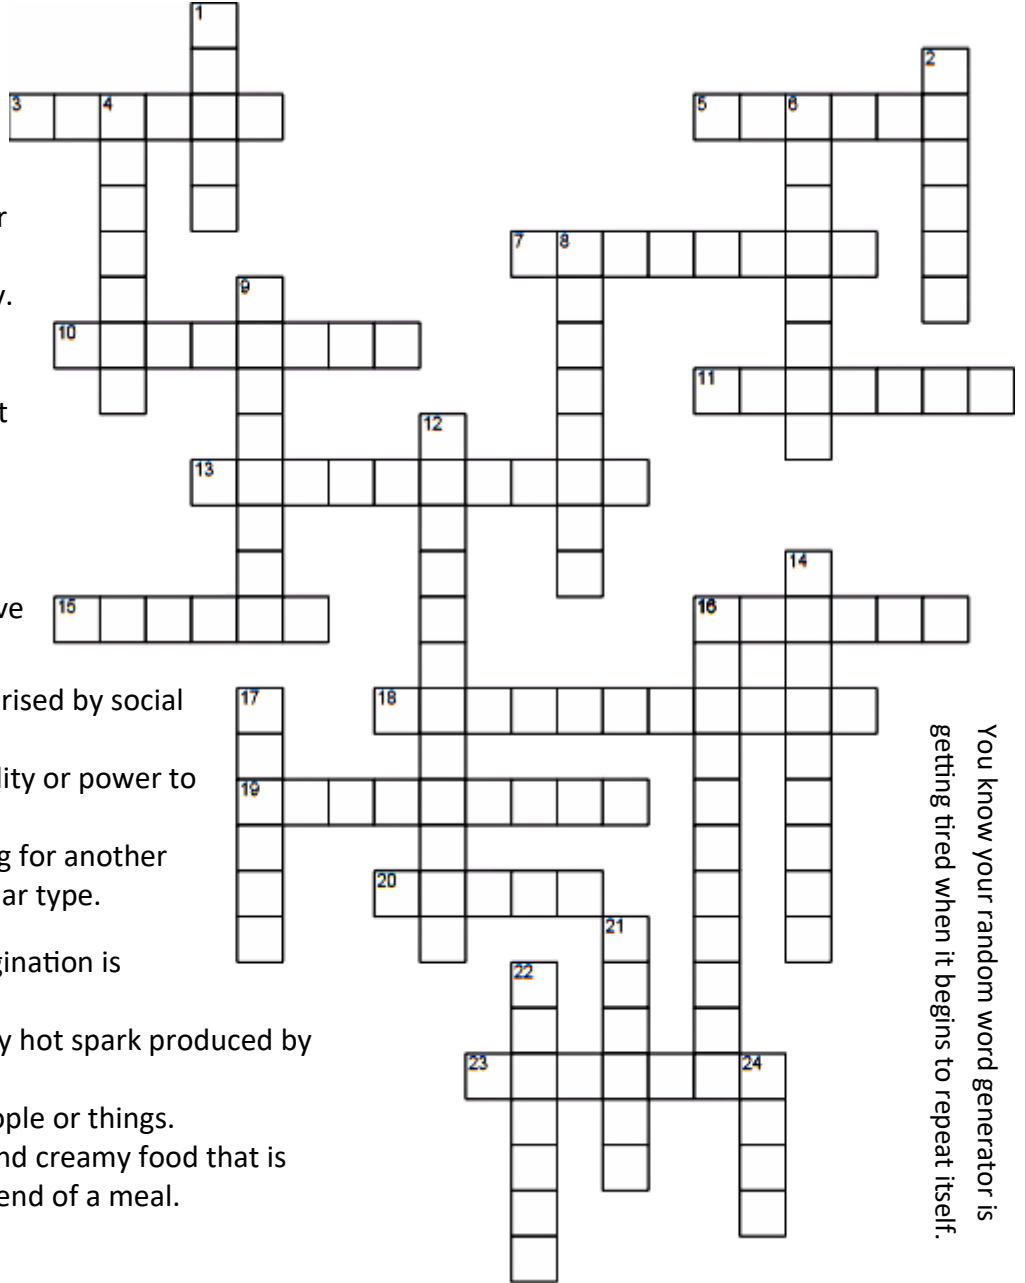 1
2
3
4
5
6
7
8
9
10
11
12
13
14
15
16
17
18
19
20
21
22
23
24
r
y.
t
ve
rised by social
lity or power to
g for another
ar type.
gination is
y hot spark produced by
ople or things.
nd creamy food that is
end of a meal.
You know your random word generator is
getting tired when it begins to repeat itself.